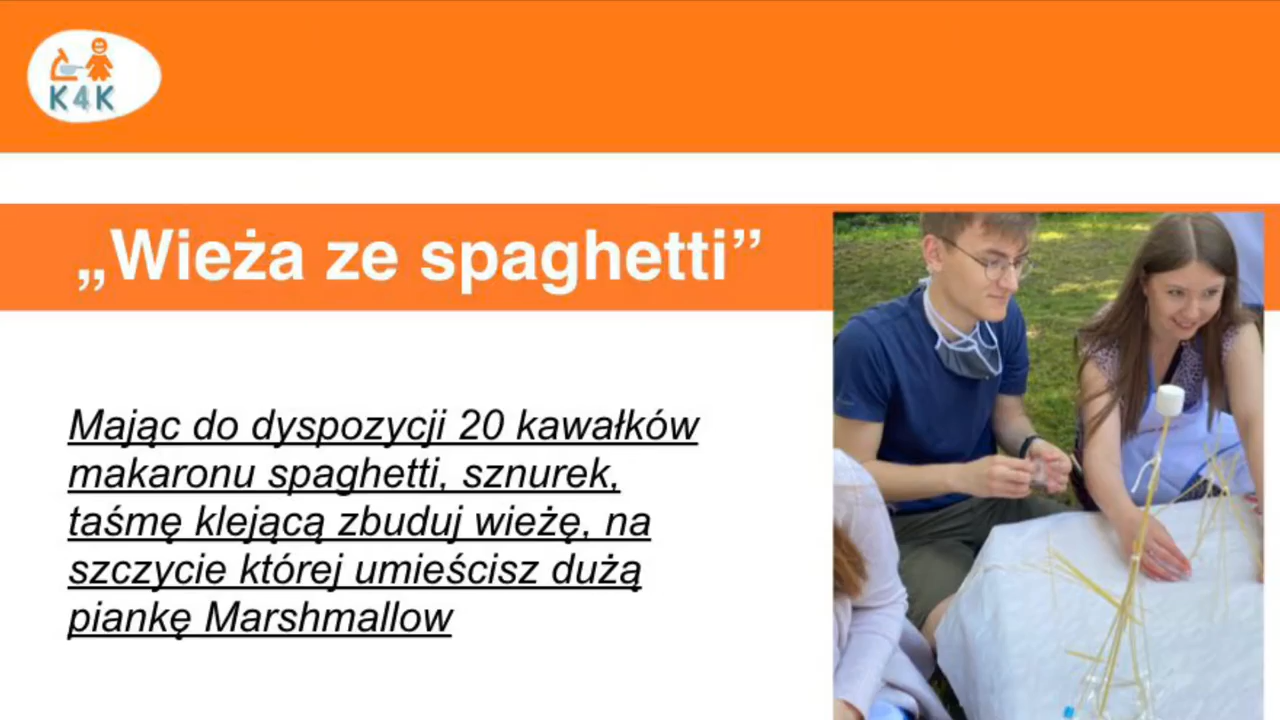 K4K
„Wieża ze spaghetti”
Mając do dyspozycji 20 kawałków
makaronu spaghetti, sznurek,
taśmę klejącą zbuduj wieżę, na
szczycie której umieścisz dużą
piankę Marshmallow